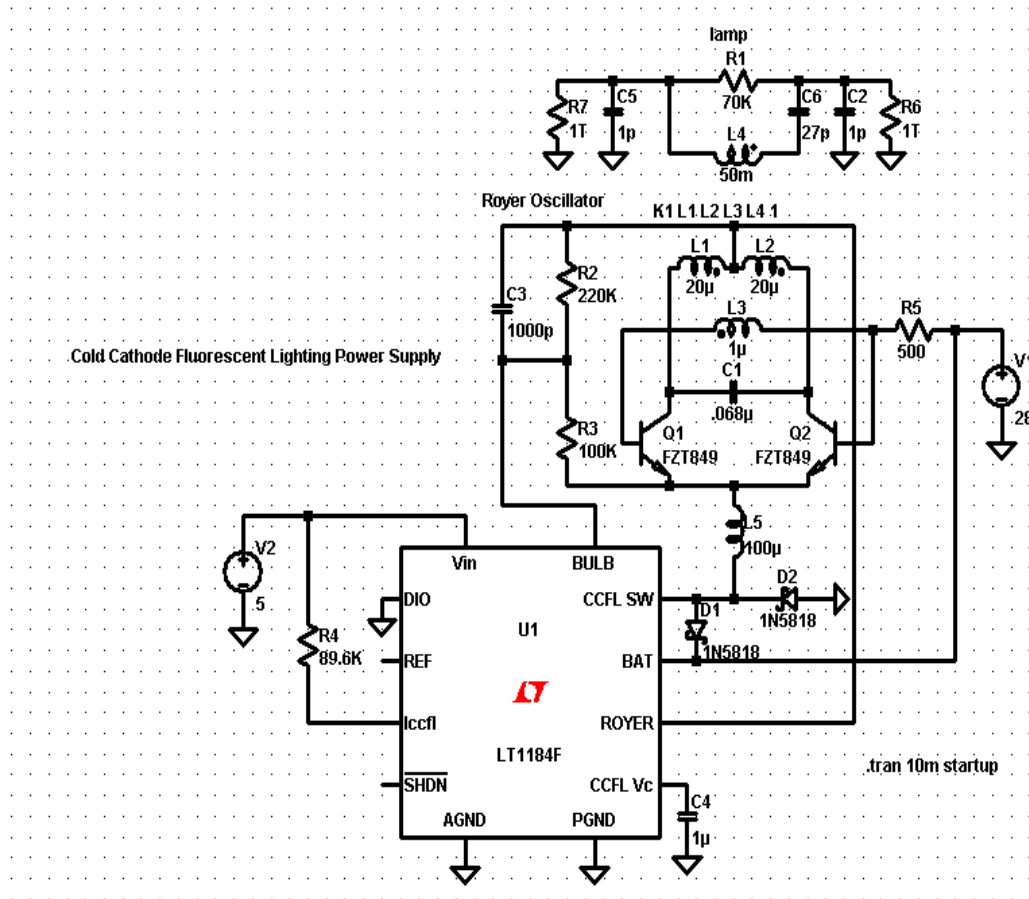 lamp
R1
70K
R7
1T
C5
1p
C6
27p
C2
1p
R6
1T
L4
50m
Royer Oscillator
K1 L1 L2 L3 L4 1
L1
20µ
L2
20µ
R2
220K
C3
1000p
L3
1µ
R5
500
Cold Cathode Fluorescent Lighting Power Supply
C1
.068µ
V1
28
R3
100K
Q1
FZT849
Q2
FZT849
L5
100µ
V2
5
Vin
BULB
DIO
CCFL SW
D2
1N5818
D1
1N5818
U1
R4
89.6K
REF
BAT
LT
Iccfl
ROYER
LT1184F
.tran 10m startup
SHDN
CCFL Vc
C4
1µ
AGND
PGND